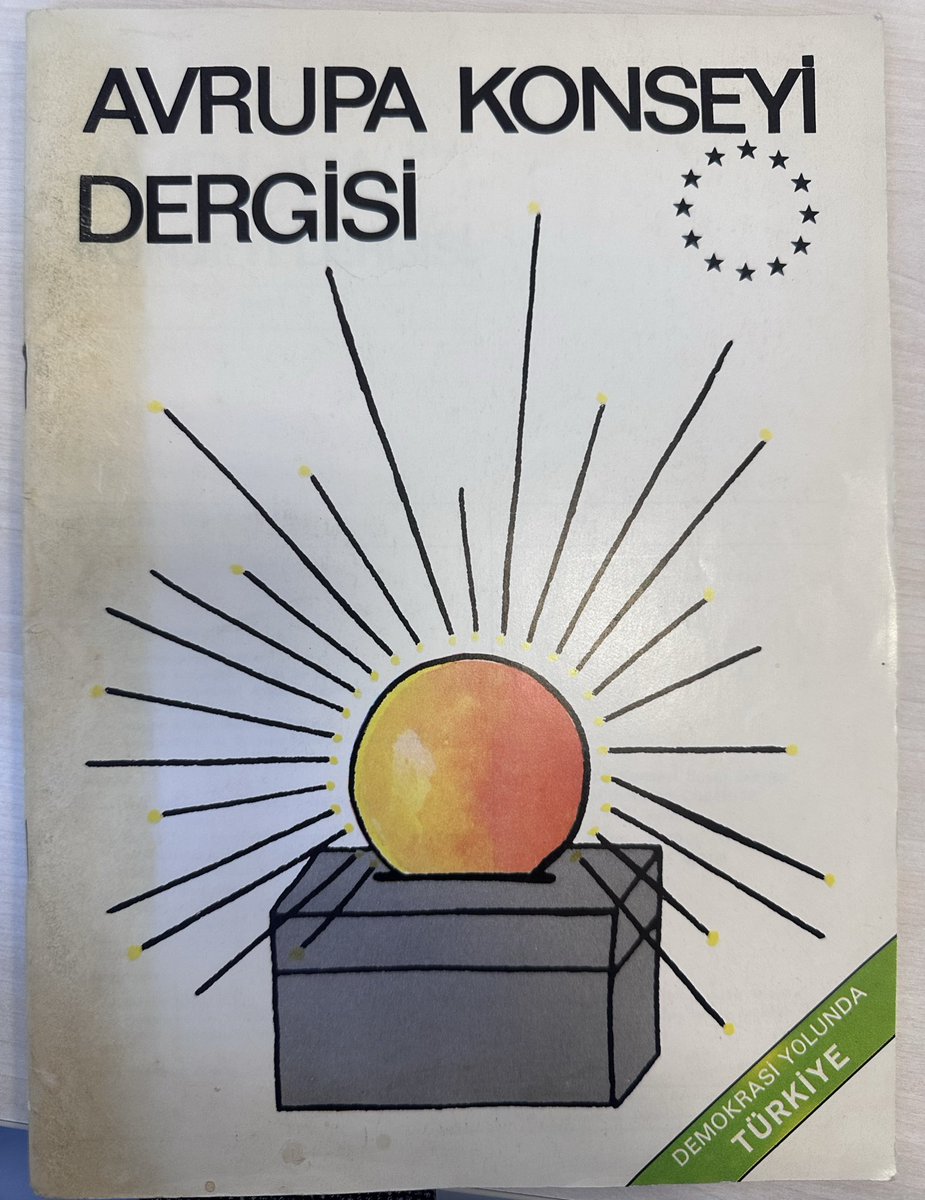 AVRUPA KONSEYİ
DERGİSİ
DEMOKRASİ YOLUNDA
TÜRKİYE